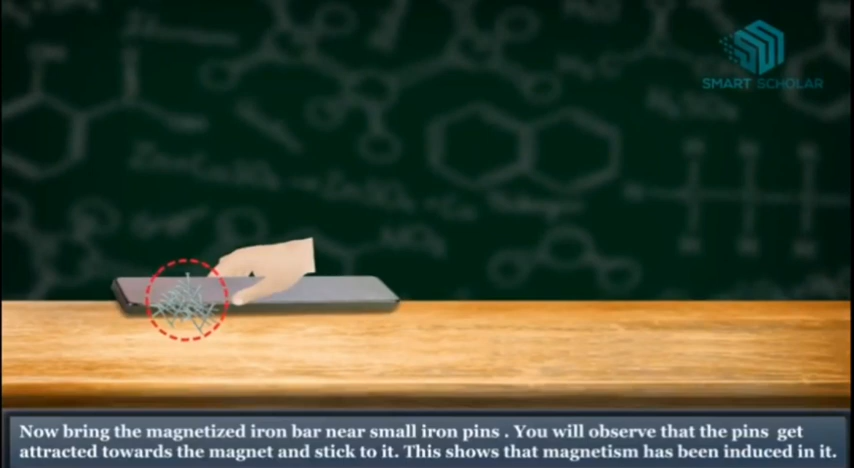 SMART SCHOLAR
Now bring the magnetized iron bar near small iron pins . You will observe that the pins get
attracted towards the magnet and stick to it. This shows that magnetism has been induced in it.